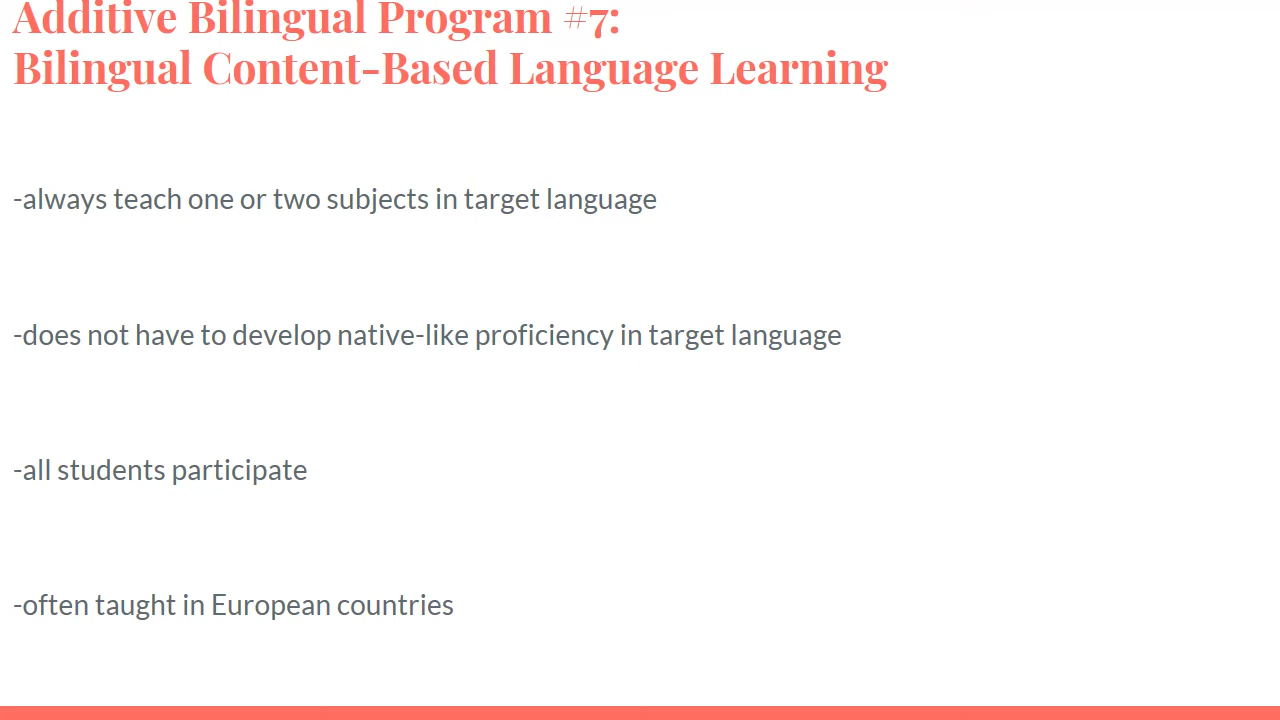 Additive Bilingual Program #7:
Bilingual Content-Based Language Learning
-always teach one or two subjects in target language
-does not have to develop native-like proficiency in target language
-all students participate
-often taught in European countries